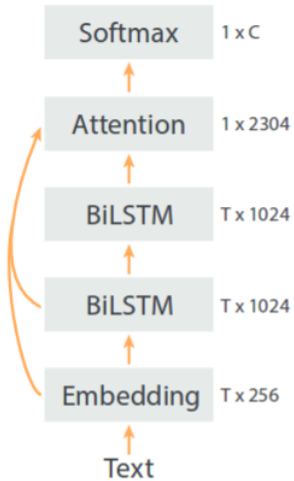 Softmax 1 x C
Attention 1 x 2304
BiLSTM T x 1024
BiLSTM T x 1024
Embedding T x 256
Text